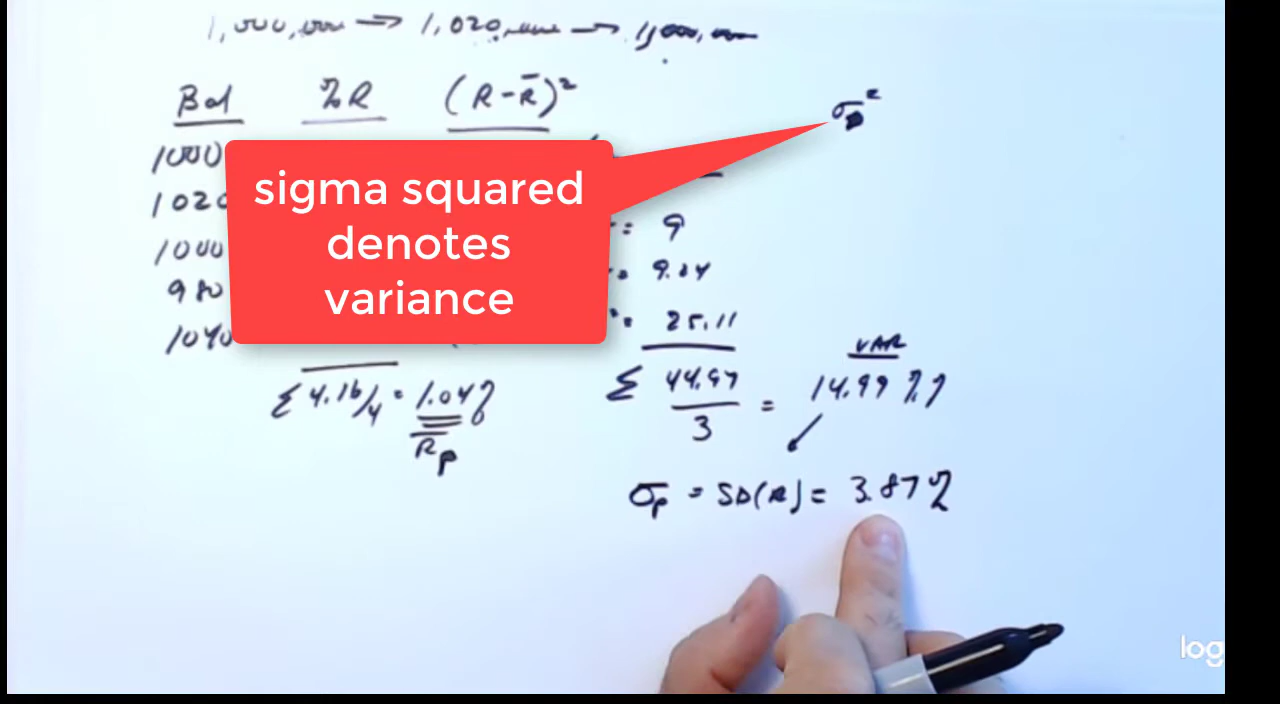 1,000,000 → 1,020,000 → 1,000,000
Bal %R (R-R̄)²
σp²
1000
1020
1000
980
1040
sigma squared
denotes
variance
= 9
= 9.24
= 25.11
Σ 4.16/4 = 1.04%
R̄p
Σ 44.97/3 = 14.99 %%
VAR
σp = SD(R) = 3.87%
log